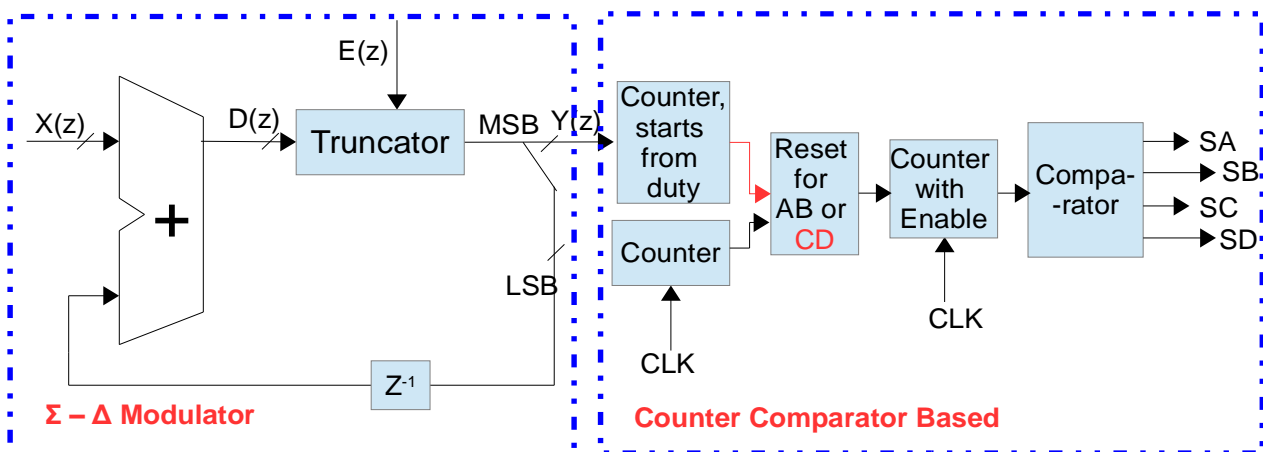 E(z)
X(z)
D(z)
Truncator
MSB
Y(z)
+
LSB
Z-1
Σ – Δ Modulator
Counter,
starts
from
duty
Counter
CLK
Reset
for
AB or
CD
Counter
with
Enable
CLK
Compa-
-rator
SA
SB
SC
SD
Counter Comparator Based